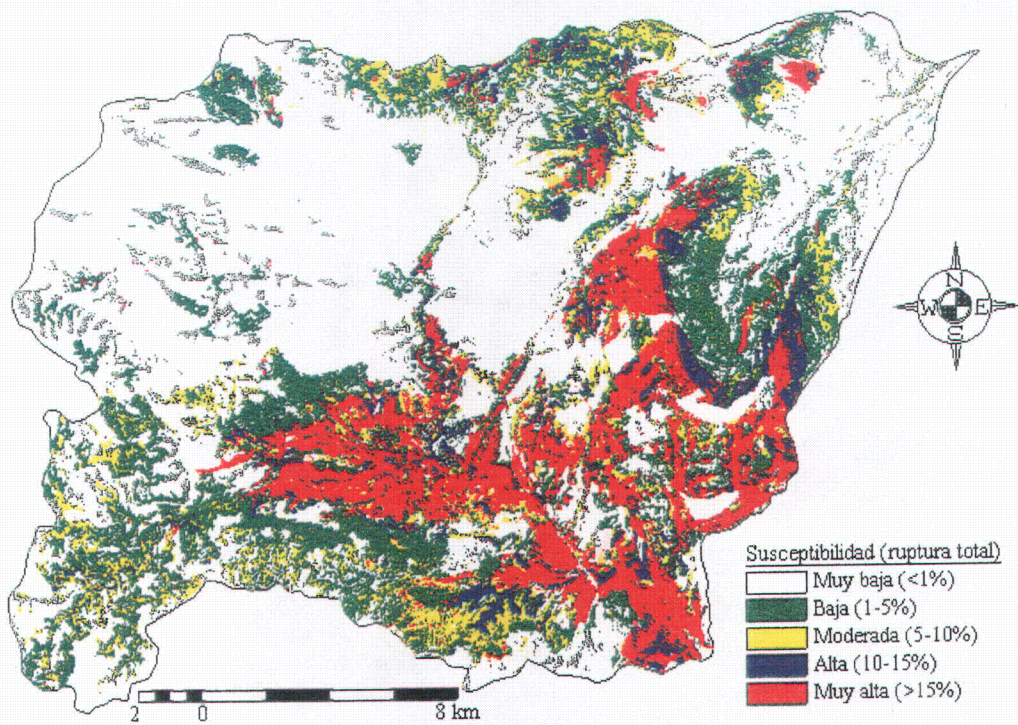 N
W E
S
Susceptibilidad (ruptura total)
Muy baja (<1%)
Baja (1-5%)
Moderada (5-10%)
Alta (10-15%)
Muy alta (>15%)
2 0 8 km